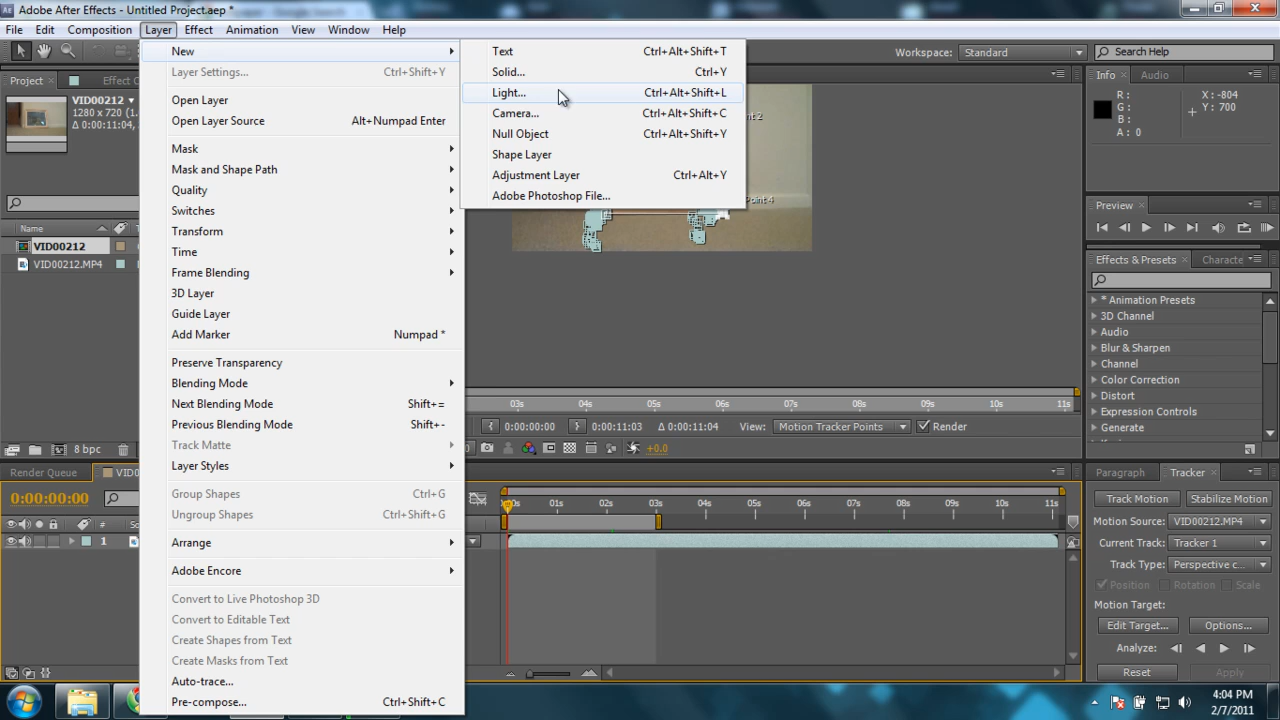 Adobe After Effects - Untitled Project.aep *
File Edit Composition Layer Effect Animation View Window Help
Workspace: Standard Search Help
Project Effect C
VID00212
1280 x 720 (1.
Δ 0:00:11:04,
Name
VID00212
VID00212.MP4
8 bpc
New
Layer Settings... Ctrl+Shift+Y
Open Layer
Open Layer Source Alt+Numpad Enter
Mask
Mask and Shape Path
Quality
Switches
Transform
Time
Frame Blending
3D Layer
Guide Layer
Add Marker Numpad *
Preserve Transparency
Blending Mode
Next Blending Mode Shift+=
Previous Blending Mode Shift+-
Track Matte
Layer Styles
Group Shapes Ctrl+G
Ungroup Shapes Ctrl+Shift+G
Arrange
Adobe Encore
Convert to Live Photoshop 3D
Convert to Editable Text
Create Shapes from Text
Create Masks from Text
Auto-trace...
Pre-compose... Ctrl+Shift+C
Text Ctrl+Alt+Shift+T
Solid... Ctrl+Y
Light... Ctrl+Alt+Shift+L
Camera... Ctrl+Alt+Shift+C
Null Object Ctrl+Alt+Shift+Y
Shape Layer
Adjustment Layer Ctrl+Alt+Y
Adobe Photoshop File...
2
Point 4
03s 04s 05s 06s 07s 08s 09s 10s 11s
0:00:00:00 0:00:11:03 Δ 0:00:11:04 View: Motion Tracker Points Render
+0.0
Info Audio
R: X: -804
G: Y: 700
B:
A: 0
Preview
Effects & Presets Characte
* Animation Presets
3D Channel
Audio
Blur & Sharpen
Channel
Color Correction
Distort
Expression Controls
Generate
Render Queue VID0
0:00:00:00
# So
1
00s 01s 02s 03s 04s 05s 06s 07s 08s 09s 10s 11s
Paragraph Tracker
Track Motion Stabilize Motion
Motion Source: VID00212.MP4
Current Track: Tracker 1
Track Type: Perspective c...
Position Rotation Scale
Motion Target:
Edit Target... Options...
Analyze:
Reset Apply
4:04 PM
2/7/2011